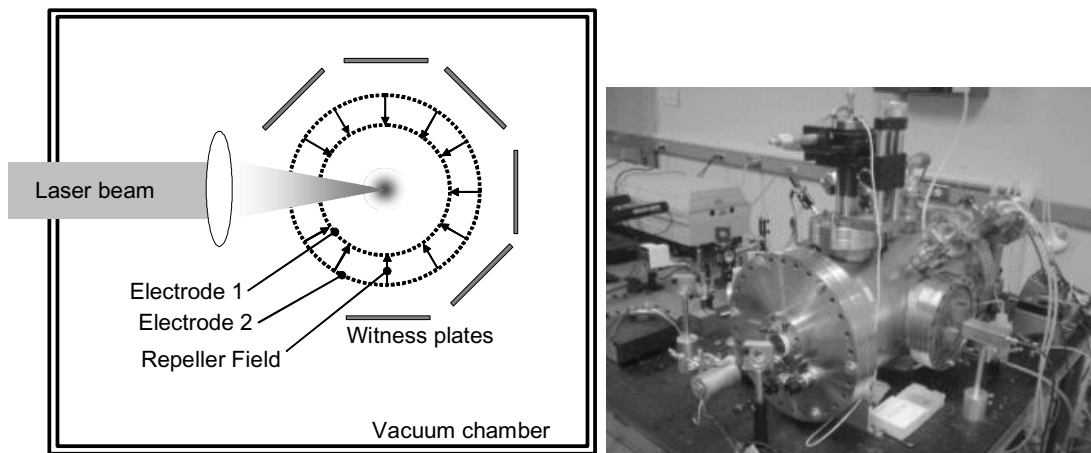 Laser beam
Electrode 1
Electrode 2
Repeller Field
Witness plates
Vacuum chamber